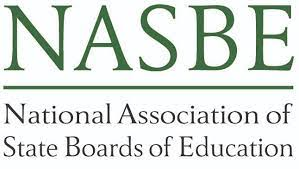 NASBE
National Association of
State Boards of Education